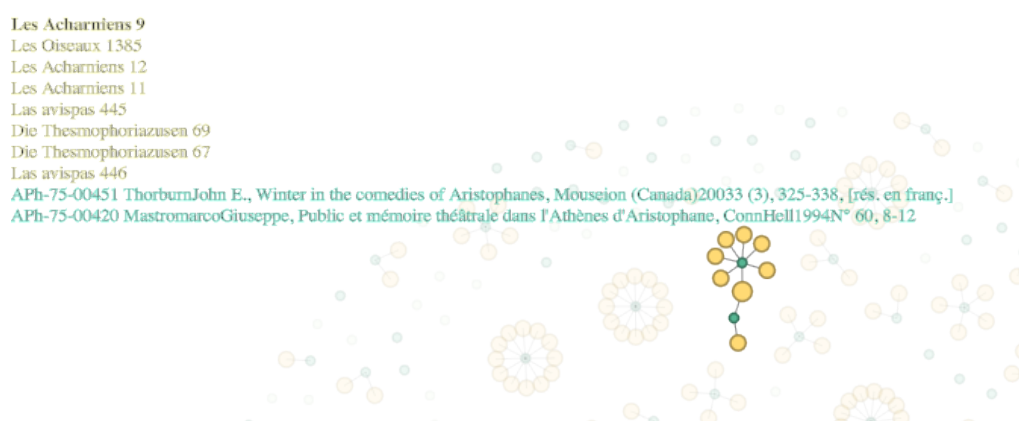 Les Acharniens 9
Les Oiseaux 1385
Les Acharniens 12
Les Acharniens 11
Las avispas 445
Die Thesmophoriazusen 69
Die Thesmophoriazusen 67
Las avispas 446
APh-75-00451 ThorburnJohn E., Winter in the comedies of Aristophanes, Mouseion (Canada)20033 (3), 325-338, [rés. en franç.]
APh-75-00420 MastromarcoGiuseppe, Public et mémoire théâtrale dans l'Athènes d'Aristophane, ConnHell1994N° 60, 8-12